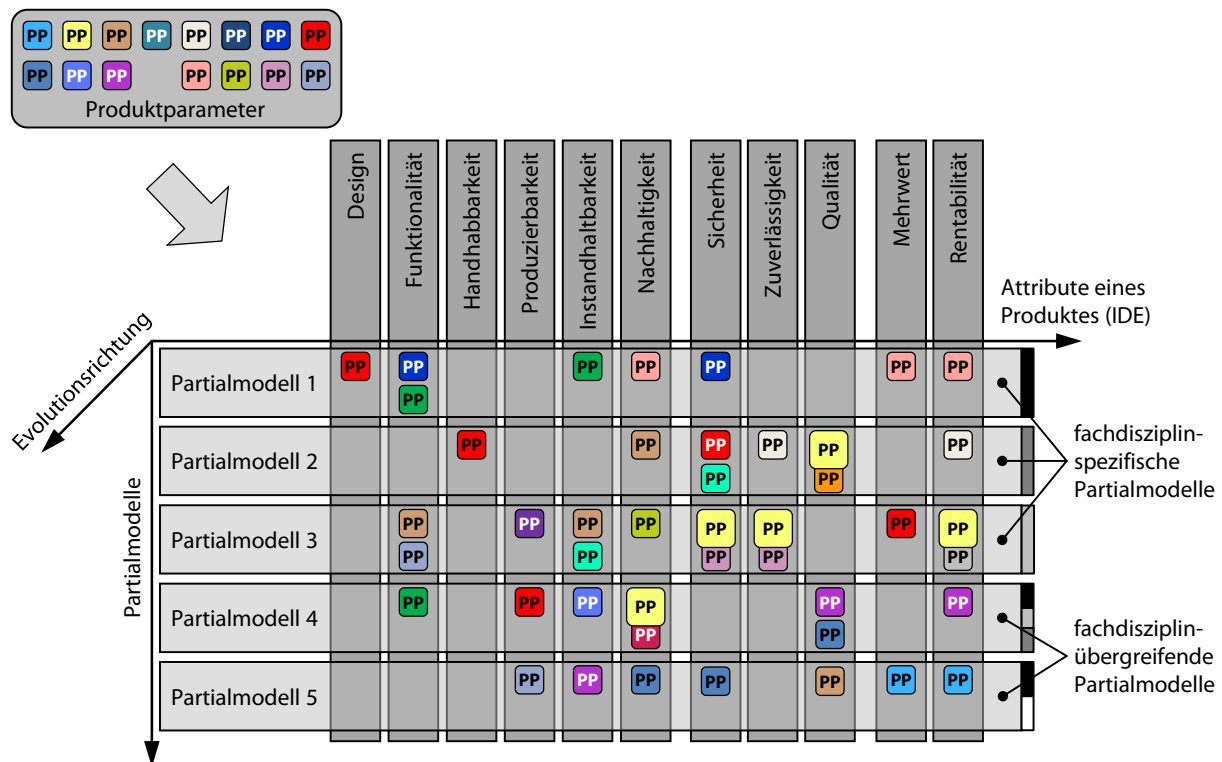 PP PP PP PP PP PP PP PP
PP PP PP PP PP PP PP
Produktparameter
Design
Funktionalität
Handhabbarkeit
Produzierbarkeit
Instandhaltbarkeit
Nachhaltigkeit
Sicherheit
Zuverlässigkeit
Qualität
Mehrwert
Rentabilität
Attribute eines
Produktes (IDE)
Evolutionsrichtung
Partialmodelle
Partialmodell 1 PP PP PP PP PP PP PP
PP
Partialmodell 2 PP PP PP PP PP PP
PP PP
Partialmodell 3 PP PP PP PP PP PP PP PP
PP PP PP PP PP
Partialmodell 4 PP PP PP PP PP PP
PP PP
Partialmodell 5 PP PP PP PP PP PP PP
fachdisziplin-
spezifische
Partialmodelle
fachdisziplin-
übergreifende
Partialmodelle